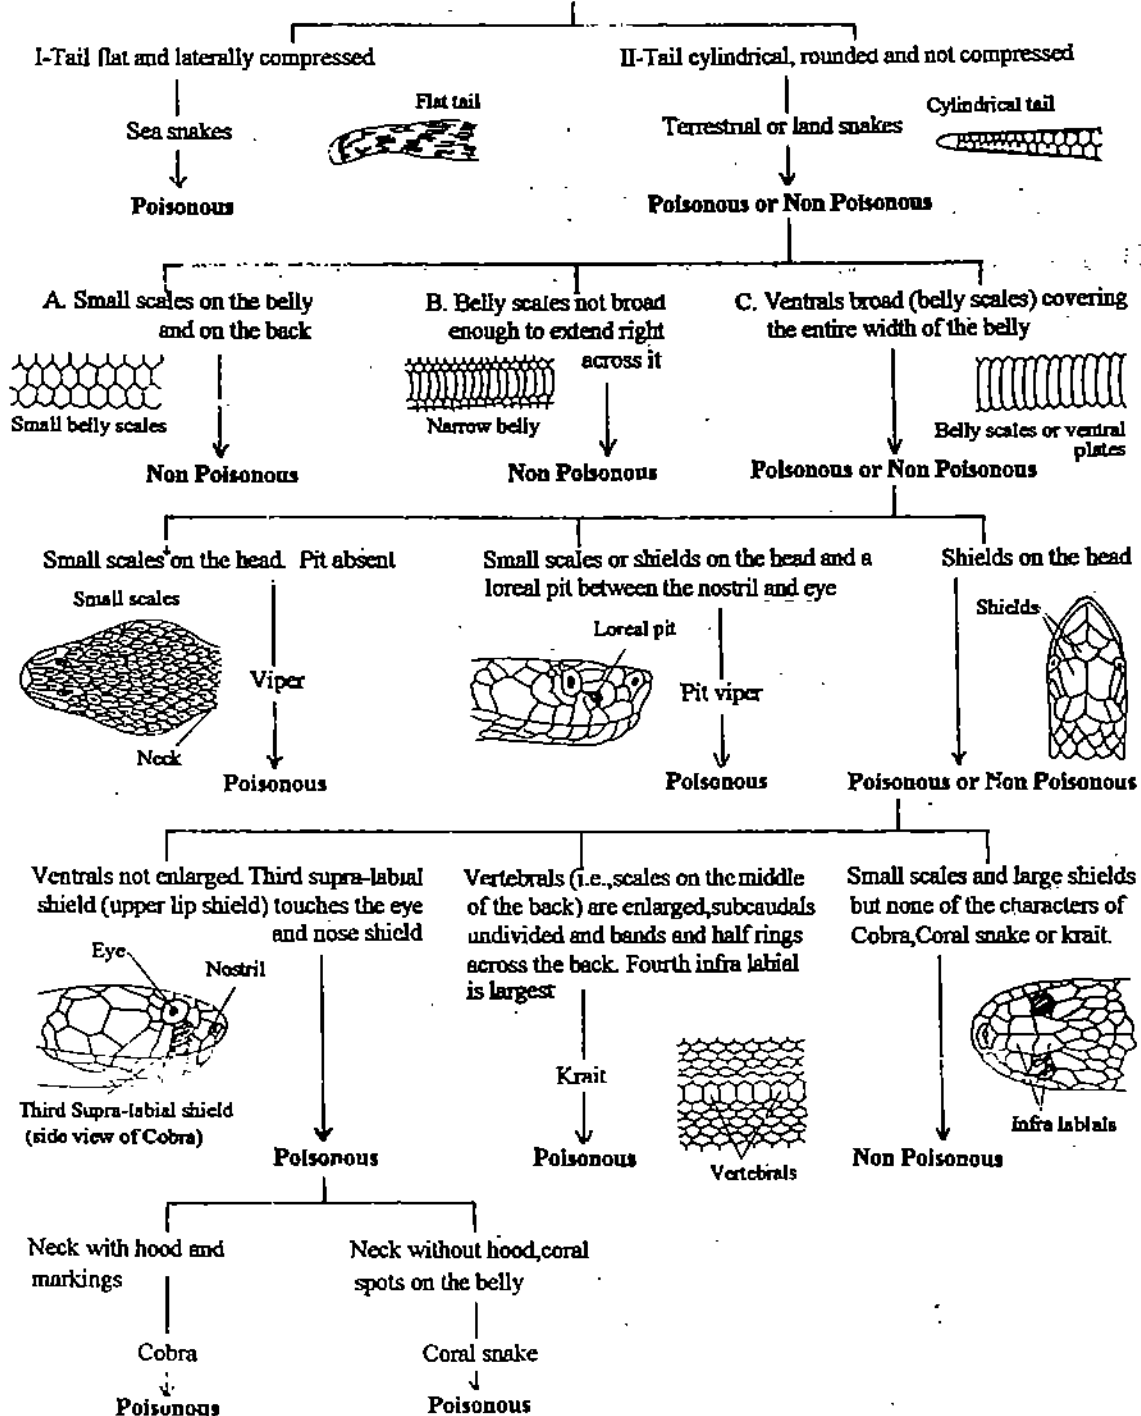 I-Tail flat and laterally compressed
II-Tail cylindrical, rounded and not compressed
Flat tail
Cylindrical tail
Sea snakes
Terrestrial or land snakes
Poisonous
Poisonous or Non Poisonous
A. Small scales on the belly
and on the back
B. Belly scales not broad
enough to extend right
across it
C. Ventrals broad (belly scales) covering
the entire width of the belly
Small belly scales
Narrow belly
Belly scales or ventral
plates
Non Poisonous
Non Poisonous
Poisonous or Non Poisonous
Small scales on the head. Pit absent
Small scales or shields on the head and a
loreal pit between the nostril and eye
Shields on the head
Small scales
Loreal pit
Shields
Viper
Pit viper
Neck
Poisonous
Poisonous
Poisonous or Non Poisonous
Ventrals not enlarged. Third supra-labial
shield (upper lip shield) touches the eye
and nose shield
Vertebrals (i.e., scales on the middle
of the back) are enlarged, subcaudals
undivided and bands and half rings
across the back. Fourth infra labial
is largest
Small scales and large shields
but none of the characters of
Cobra, Coral snake or krait.
Eye
Nostril
Krait
Third Supra-labial shield
(side view of Cobra)
Infra labials
Vertebrals
Poisonous
Poisonous
Non Poisonous
Neck with hood and
markings
Neck without hood, coral
spots on the belly
Cobra
Coral snake
Poisonous
Poisonous